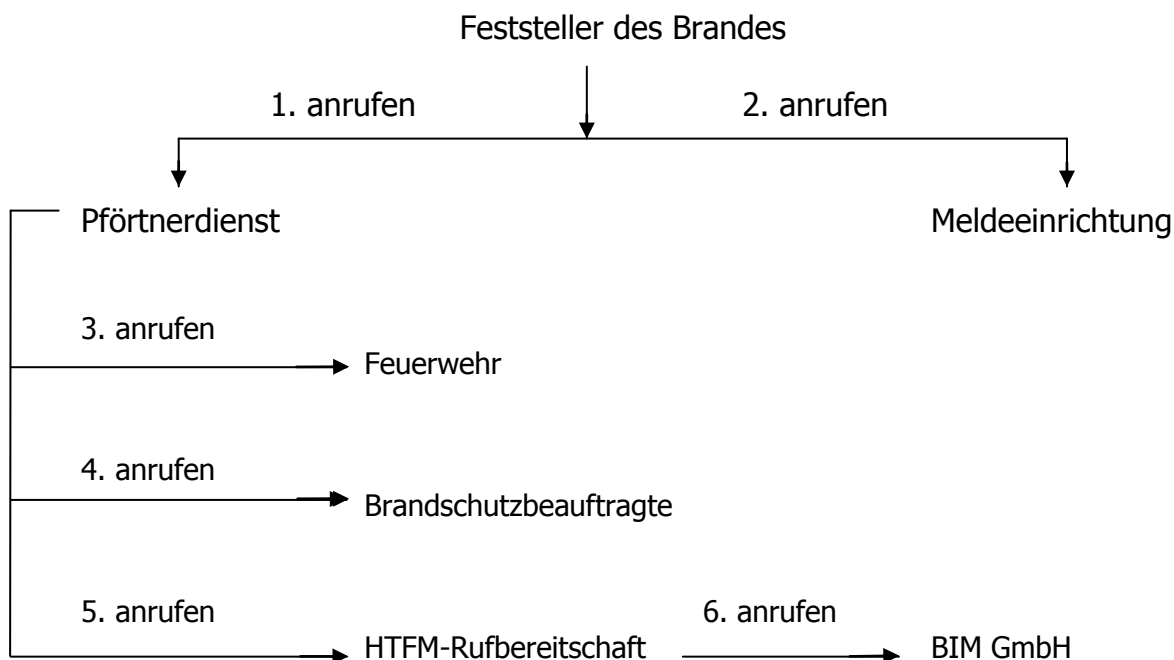 Feststeller des Brandes
1. anrufen
2. anrufen
Pförtnerdienst
Meldeeinrichtung
3. anrufen
Feuerwehr
4. anrufen
Brandschutzbeauftragte
5. anrufen
6. anrufen
HTFM-Rufbereitschaft
BIM GmbH